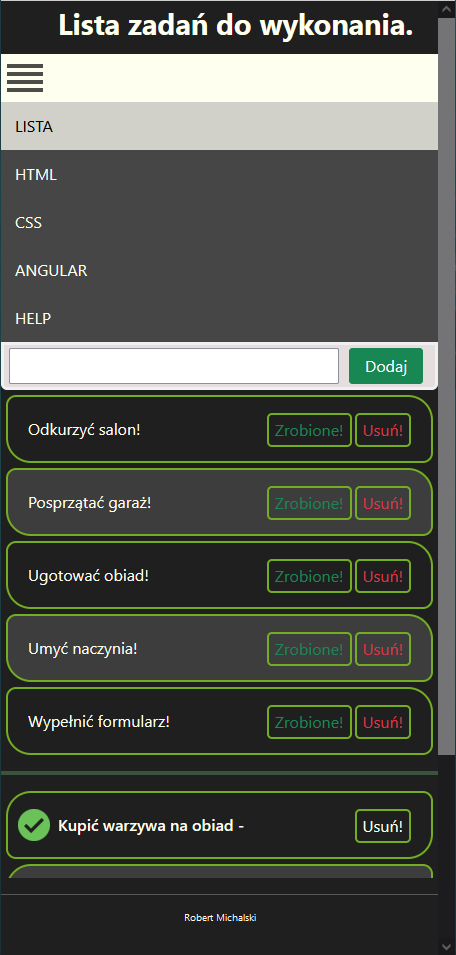 Lista zadań do wykonania.
LISTA
HTML
CSS
ANGULAR
HELP
Dodaj
Odkurzyć salon! Zrobione! Usuń!
Posprzątać garaż! Zrobione! Usuń!
Ugotować obiad! Zrobione! Usuń!
Umyć naczynia! Zrobione! Usuń!
Wypełnić formularz! Zrobione! Usuń!
Kupić warzywa na obiad - Usuń!
Robert Michalski